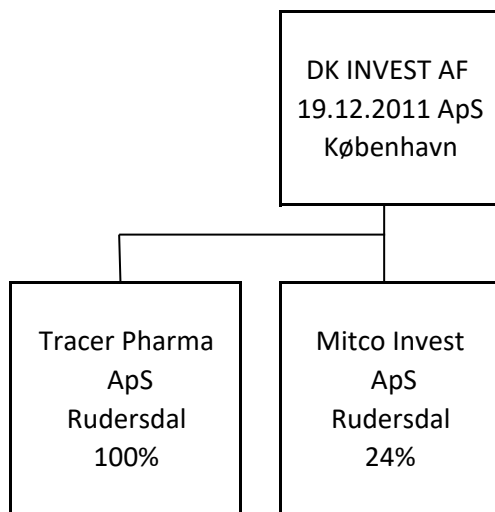 DK INVEST AF
19.12.2011 ApS
København
Tracer Pharma
ApS
Rudersdal
100%
Mitco Invest
ApS
Rudersdal
24%